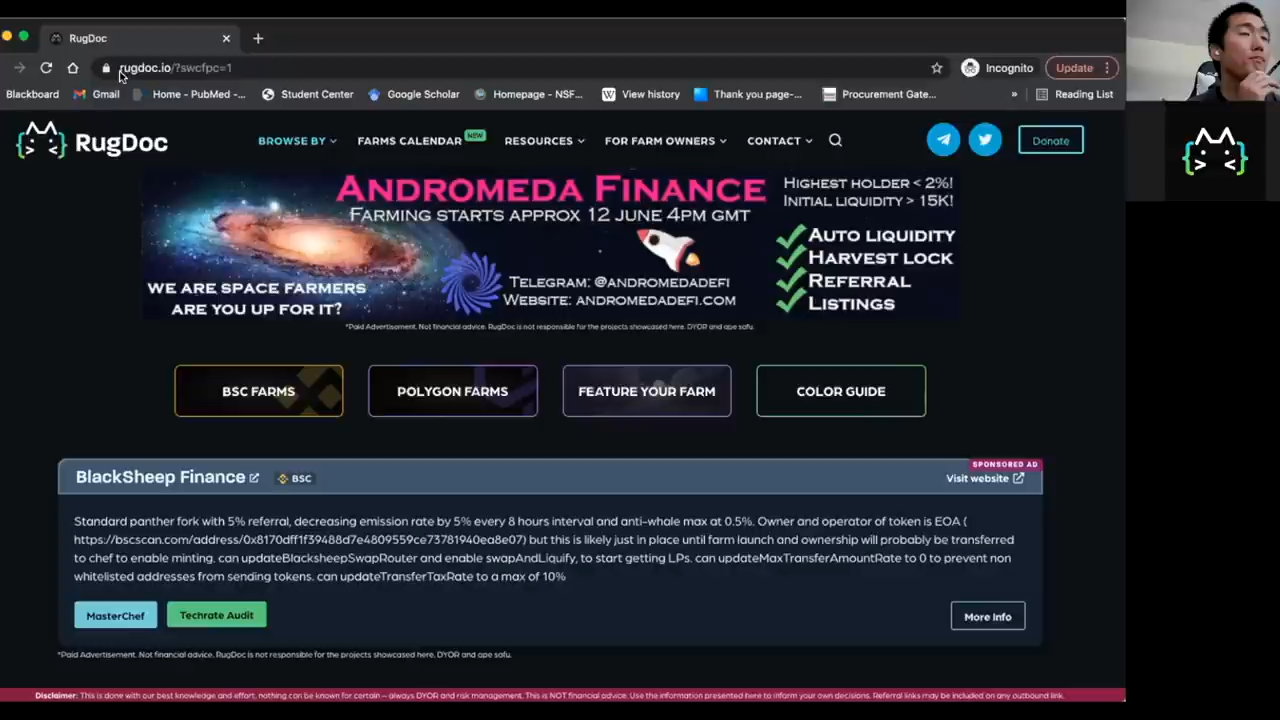 RugDoc
rugdoc.io/?swcfpc=1
Incognito
Update
Blackboard
Gmail
Home - PubMed -...
Student Center
Google Scholar
Homepage - NSF...
View history
Thank you page-...
Procurement Gate...
»
Reading List
RugDoc
BROWSE BY
FARMS CALENDAR NEW
RESOURCES
FOR FARM OWNERS
CONTACT
Donate
ANDROMEDA FINANCE
FARMING STARTS APPROX 12 JUNE 4PM GMT
HIGHEST HOLDER < 2%!
INITIAL LIQUIDITY > 15K!
AUTO LIQUIDITY
HARVEST LOCK
REFERRAL
LISTINGS
WE ARE SPACE FARMERS
ARE YOU UP FOR IT?
TELEGRAM: @ANDROMEDADEFI
WEBSITE: ANDROMEDADEFI.COM
*Paid Advertisement. Not financial advice. RugDoc is not responsible for the projects showcased here. DYOR and ape safu.
BSC FARMS
POLYGON FARMS
FEATURE YOUR FARM
COLOR GUIDE
SPONSORED AD
BlackSheep Finance
BSC
Visit website
Standard panther fork with 5% referral, decreasing emission rate by 5% every 8 hours interval and anti-whale max at 0.5%. Owner and operator of token is EOA (
https://bscscan.com/address/0x8170dff1f39488d7e4809559ce73781940ea8e07) but this is likely just in place until farm launch and ownership will probably be transferred
to chef to enable minting. can updateBlacksheepSwapRouter and enable swapAndLiquify, to start getting LPs. can updateMaxTransferAmountRate to 0 to prevent non
whitelisted addresses from sending tokens. can updateTransferTaxRate to a max of 10%
MasterChef
Techrate Audit
More Info
*Paid Advertisement. Not financial advice. RugDoc is not responsible for the projects showcased here. DYOR and ape safu.
Disclaimer: This is done with our best knowledge and effort, nothing can be known for certain – always DYOR and risk management. This is NOT financial advice. Use the information presented here to inform your own decisions. Referral links may be included on any outbound link.